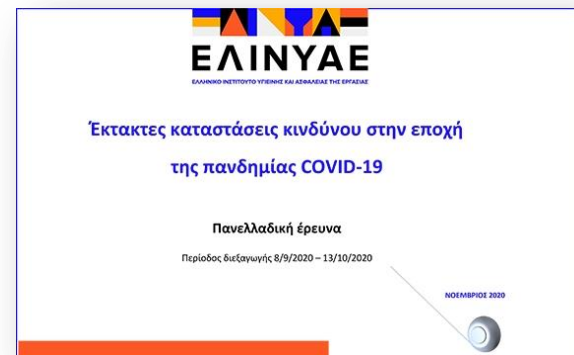 ΕΛΙΝΥΑΕ
ΕΛΛΗΝΙΚΟ ΙΝΣΤΙΤΟΥΤΟ ΥΓΙΕΙΝΗΣ ΚΑΙ ΑΣΦΑΛΕΙΑΣ ΤΗΣ ΕΡΓΑΣΙΑΣ
Έκτακτες καταστάσεις κινδύνου στην εποχή
της πανδημίας COVID-19
Πανελλαδική έρευνα
Περίοδος διεξαγωγής 8/9/2020 – 13/10/2020
ΝΟΕΜΒΡΙΟΣ 2020